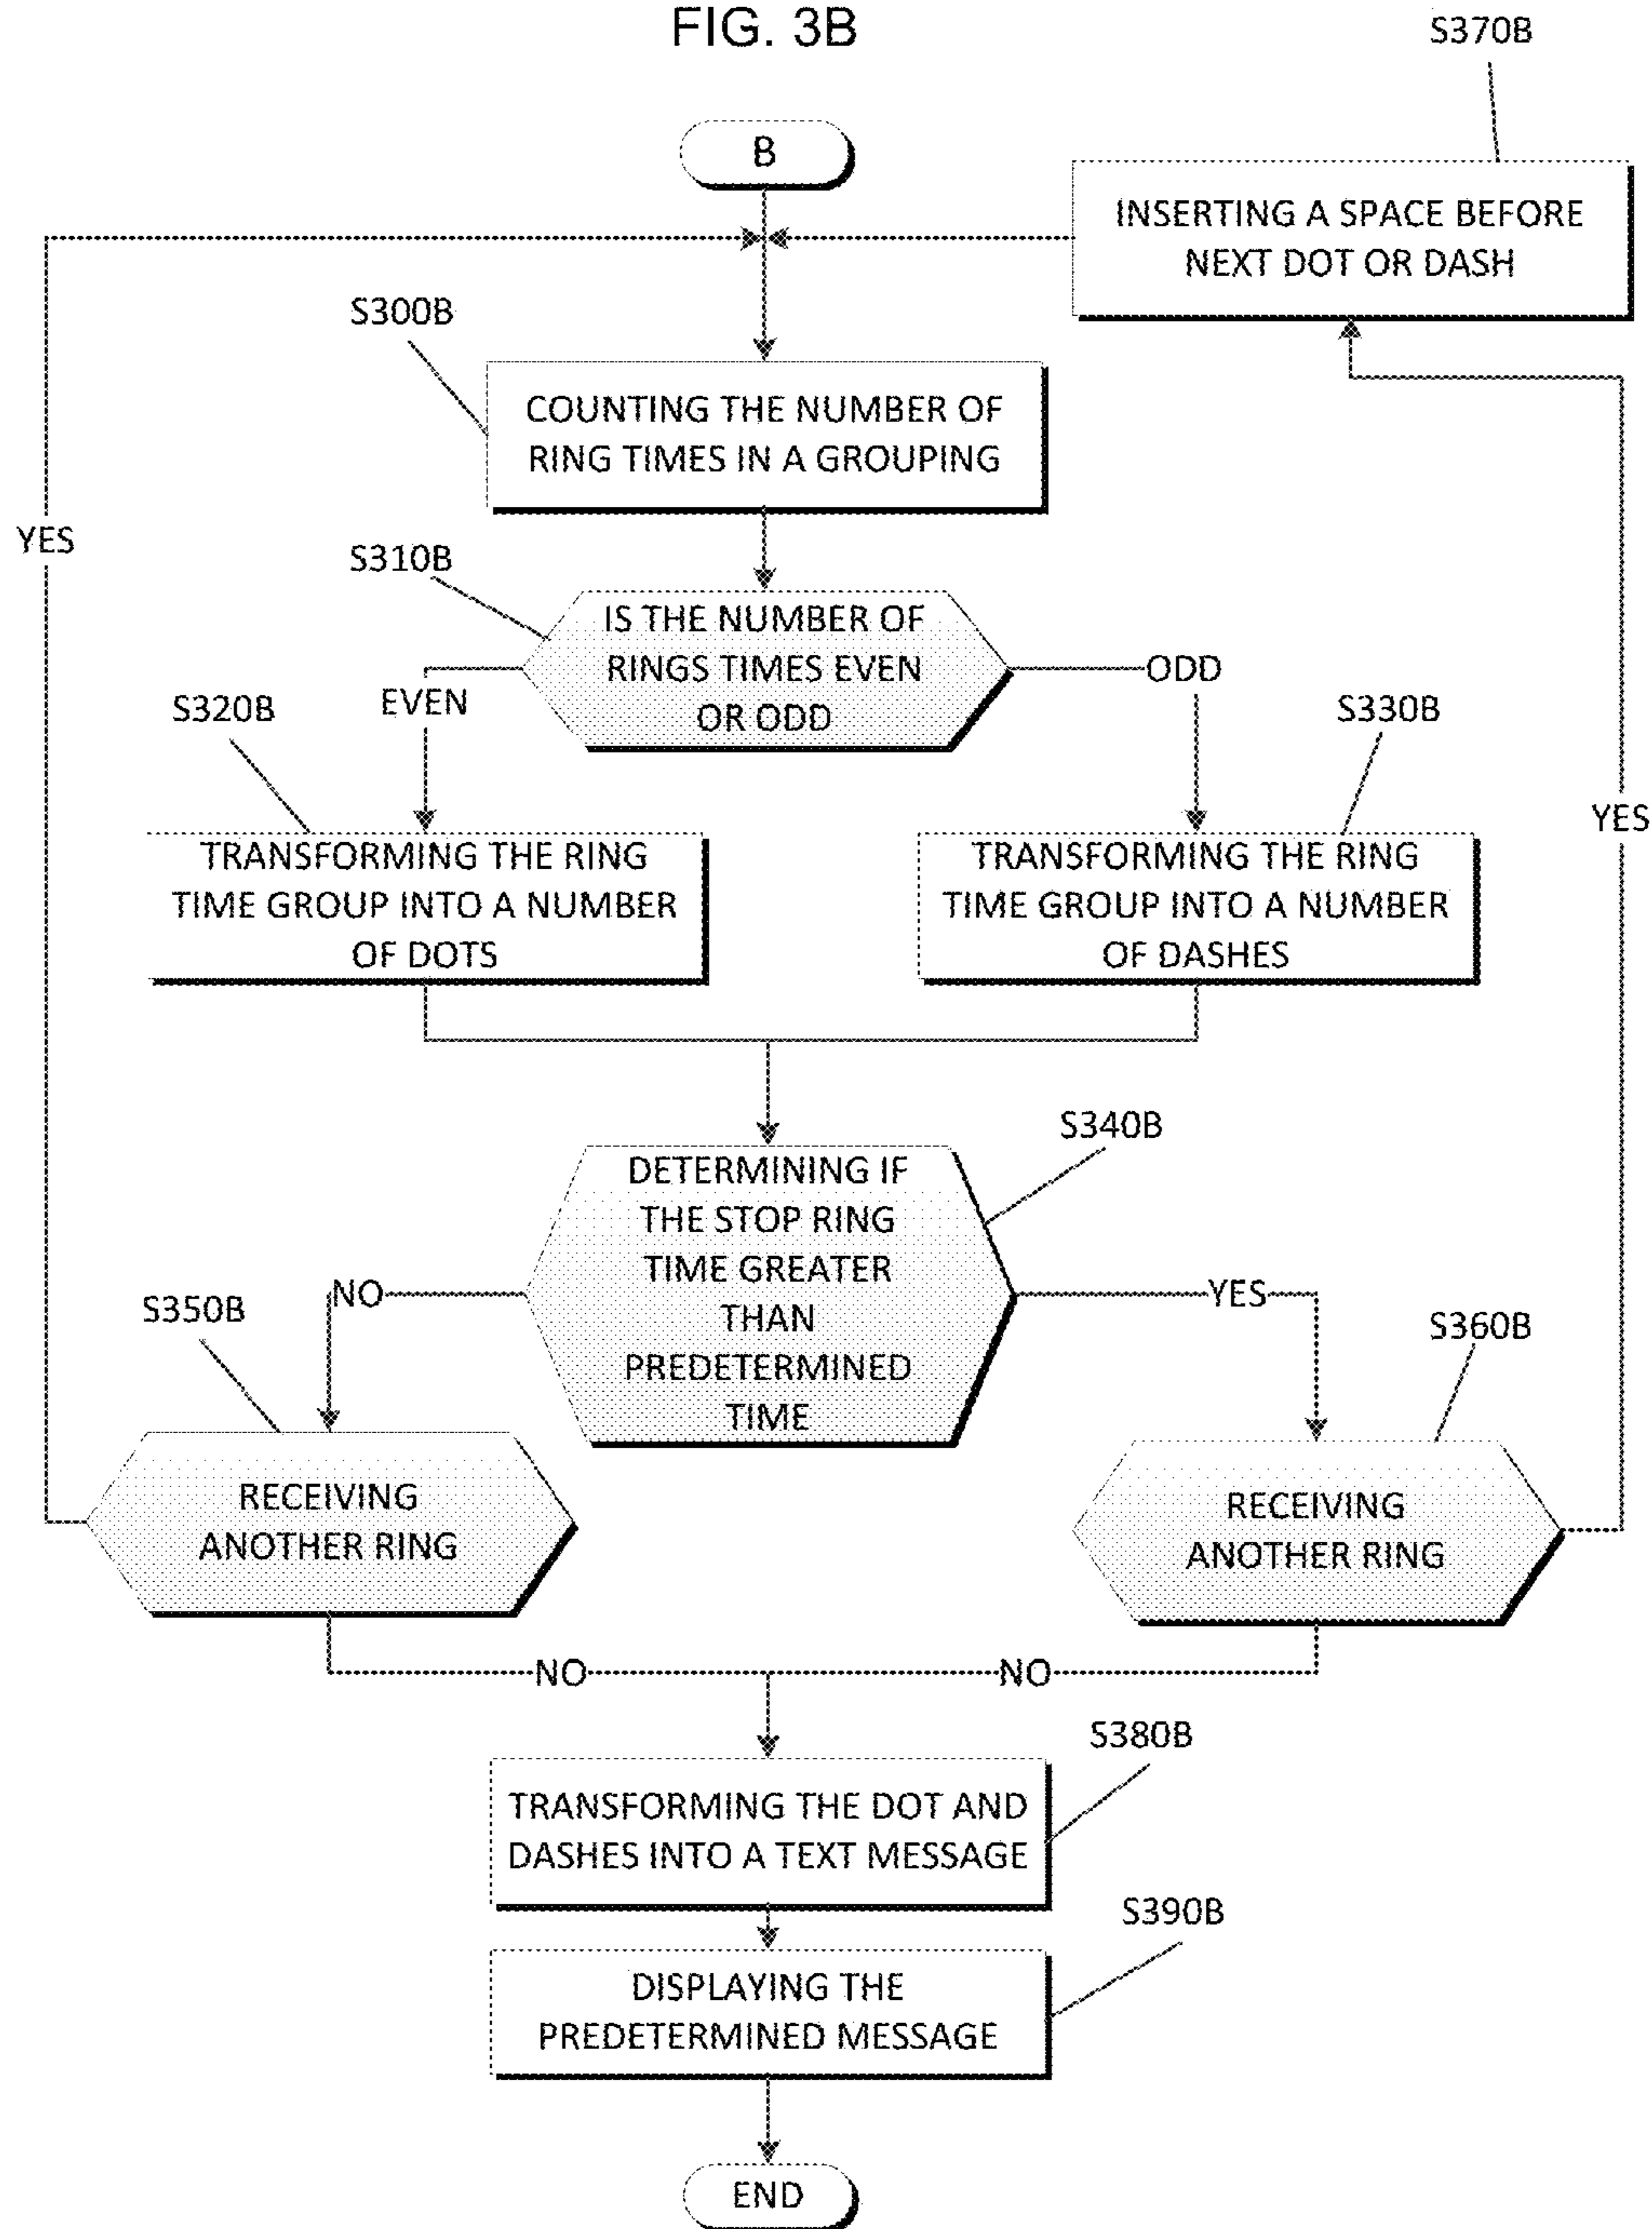 FIG. 3B
S370B
B
INSERTING A SPACE BEFORE
NEXT DOT OR DASH
S300B
COUNTING THE NUMBER OF
RING TIMES IN A GROUPING
YES
S310B
IS THE NUMBER OF
RINGS TIMES EVEN
OR ODD
ODD
EVEN
S320B
S330B
YES
TRANSFORMING THE RING
TIME GROUP INTO A NUMBER
OF DOTS
TRANSFORMING THE RING
TIME GROUP INTO A NUMBER
OF DASHES
S340B
DETERMINING IF
THE STOP RING
TIME GREATER
THAN
PREDETERMINED
TIME
NO
YES
S350B
S360B
RECEIVING
ANOTHER RING
RECEIVING
ANOTHER RING
NO
NO
S380B
TRANSFORMING THE DOT AND
DASHES INTO A TEXT MESSAGE
S390B
DISPLAYING THE
PREDETERMINED MESSAGE
END